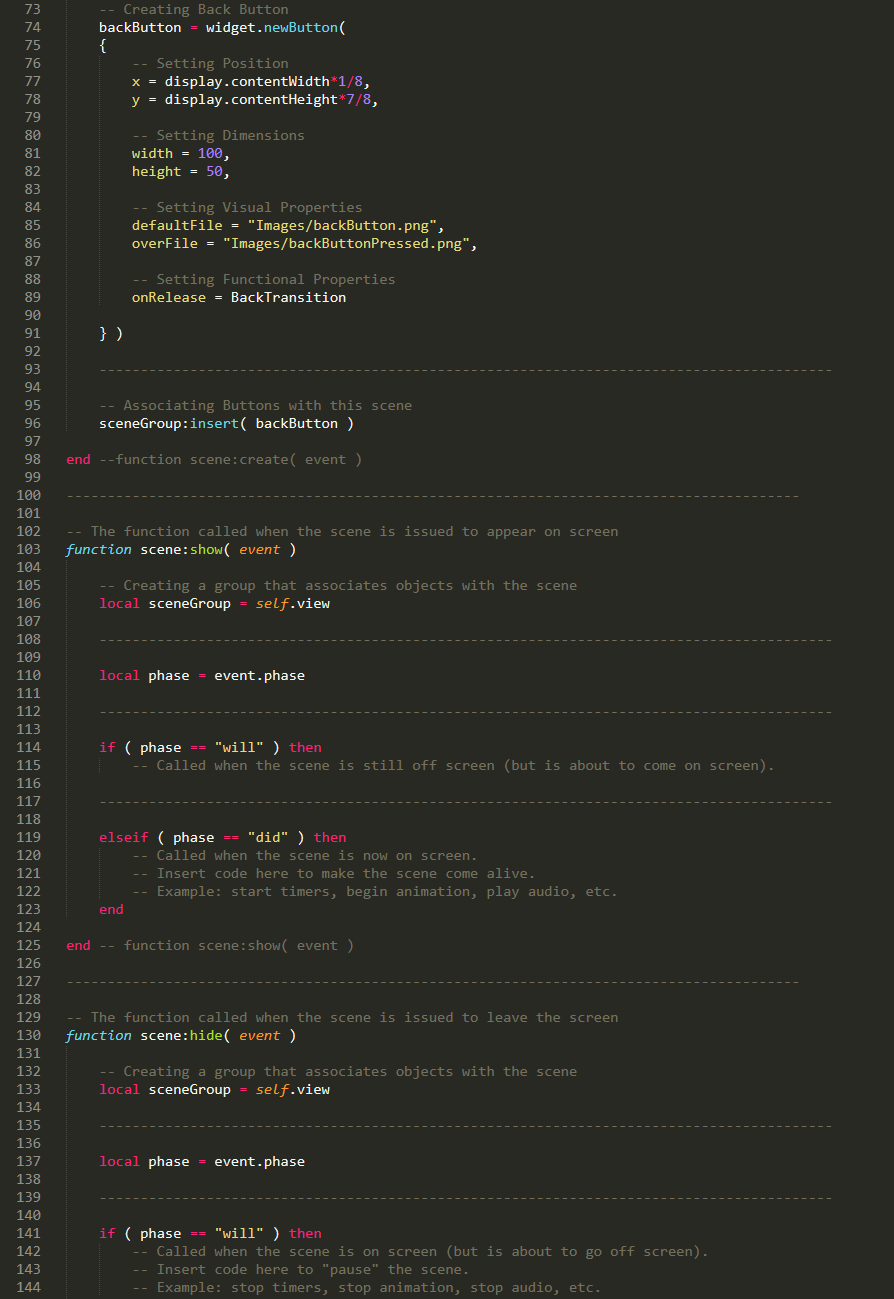 73 -- Creating Back Button
74 backButton = widget.newButton(
75 {
76 -- Setting Position
77 x = display.contentWidth*1/8,
78 y = display.contentHeight*7/8,
79
80 -- Setting Dimensions
81 width = 100,
82 height = 50,
83
84 -- Setting Visual Properties
85 defaultFile = "Images/backButton.png",
86 overFile = "Images/backButtonPressed.png",
87
88 -- Setting Functional Properties
89 onRelease = BackTransition
90
91 } )
92
93 -----------------------------------------------------------------------------------------
94
95 -- Associating Buttons with this scene
96 sceneGroup:insert( backButton )
97
98 end --function scene:create( event )
99
100 -----------------------------------------------------------------------------------------
101
102 -- The function called when the scene is issued to appear on screen
103 function scene:show( event )
104
105 -- Creating a group that associates objects with the scene
106 local sceneGroup = self.view
107
108 -----------------------------------------------------------------------------------------
109
110 local phase = event.phase
111
112 -----------------------------------------------------------------------------------------
113
114 if ( phase == "will" ) then
115 -- Called when the scene is still off screen (but is about to come on screen).
116
117 -----------------------------------------------------------------------------------------
118
119 elseif ( phase == "did" ) then
120 -- Called when the scene is now on screen.
121 -- Insert code here to make the scene come alive.
122 -- Example: start timers, begin animation, play audio, etc.
123 end
124
125 end -- function scene:show( event )
126
127 -----------------------------------------------------------------------------------------
128
129 -- The function called when the scene is issued to leave the screen
130 function scene:hide( event )
131
132 -- Creating a group that associates objects with the scene
133 local sceneGroup = self.view
134
135 -----------------------------------------------------------------------------------------
136
137 local phase = event.phase
138
139 -----------------------------------------------------------------------------------------
140
141 if ( phase == "will" ) then
142 -- Called when the scene is on screen (but is about to go off screen).
143 -- Insert code here to "pause" the scene.
144 -- Example: stop timers, stop animation, stop audio, etc.